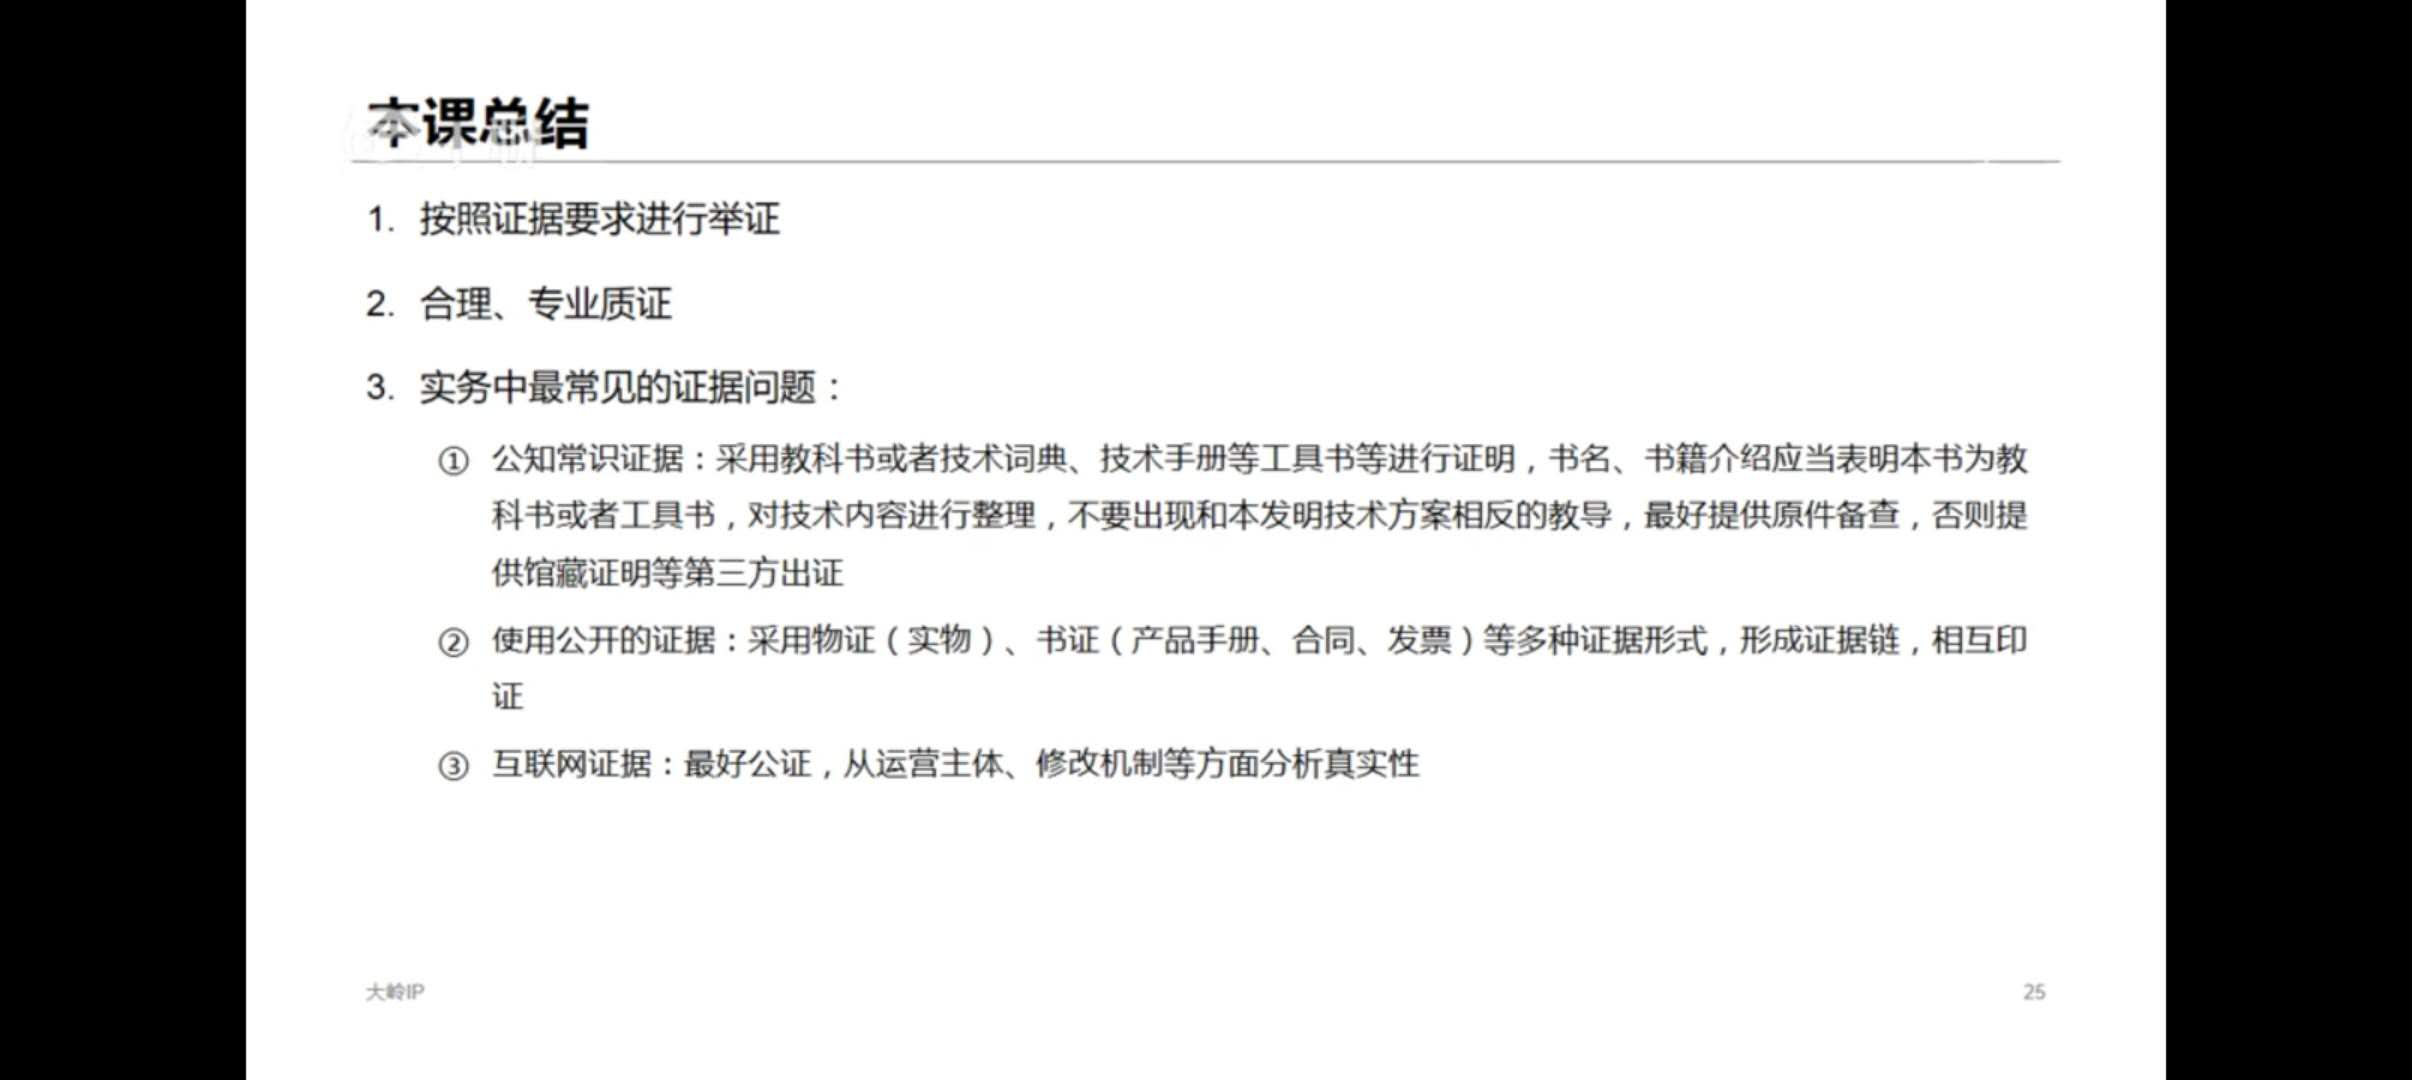 本课总结
1. 按照证据要求进行举证
2. 合理、专业质证
3. 实务中最常见的证据问题：
① 公知常识证据：采用教科书或者技术词典、技术手册等工具书等进行证明，书名、书籍介绍应当表明本书为教
科书或者工具书，对技术内容进行整理，不要出现和本发明技术方案相反的教导，最好提供原件备查，否则提
供馆藏证明等第三方出证
② 使用公开的证据：采用物证（实物）、书证（产品手册、合同、发票）等多种证据形式，形成证据链，相互印
证
③ 互联网证据：最好公证，从运营主体、修改机制等方面分析真实性
大岭IP
25